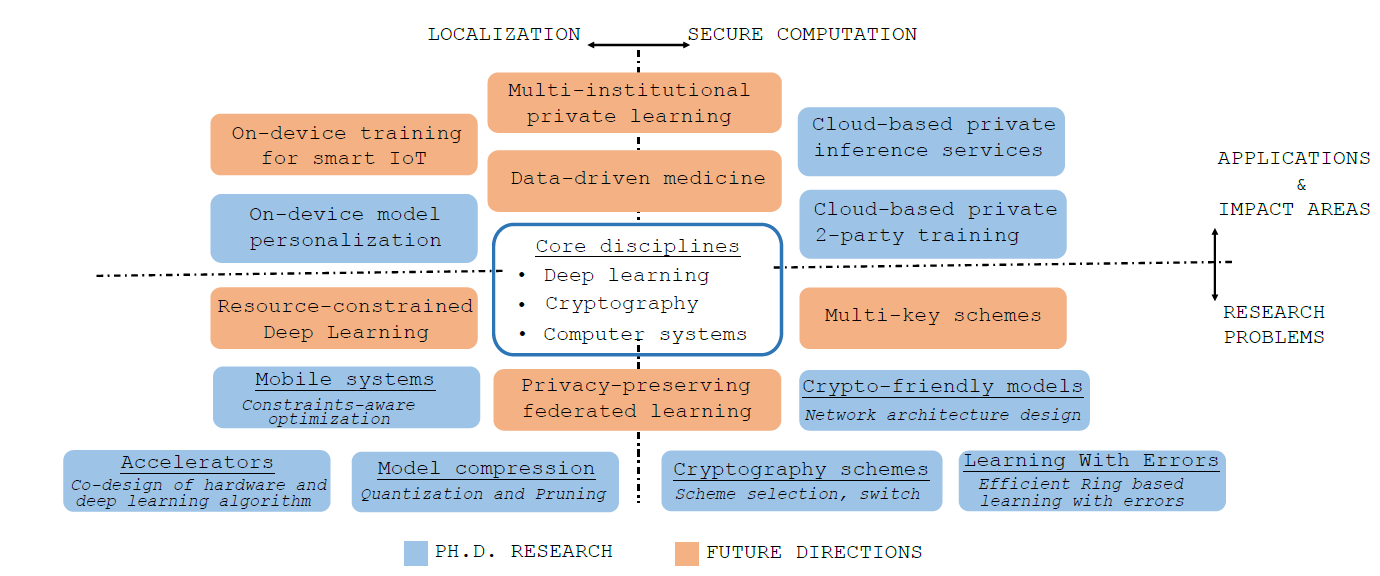 LOCALIZATION
SECURE COMPUTATION
Multi-institutional
private learning
On-device training
for smart IoT
Cloud-based private
inference services
Data-driven medicine
APPLICATIONS
&
IMPACT AREAS
On-device model
personalization
Cloud-based private
2-party training
Core disciplines
• Deep learning
• Cryptography
• Computer systems
Resource-constrained
Deep Learning
Multi-key schemes
RESEARCH
PROBLEMS
Mobile systems
Constraints-aware
optimization
Privacy-preserving
federated learning
Crypto-friendly models
Network architecture design
Accelerators
Co-design of hardware and
deep learning algorithm
Model compression
Quantization and Pruning
Cryptography schemes
Scheme selection, switch
Learning With Errors
Efficient Ring based
learning with errors
PH.D. RESEARCH
FUTURE DIRECTIONS